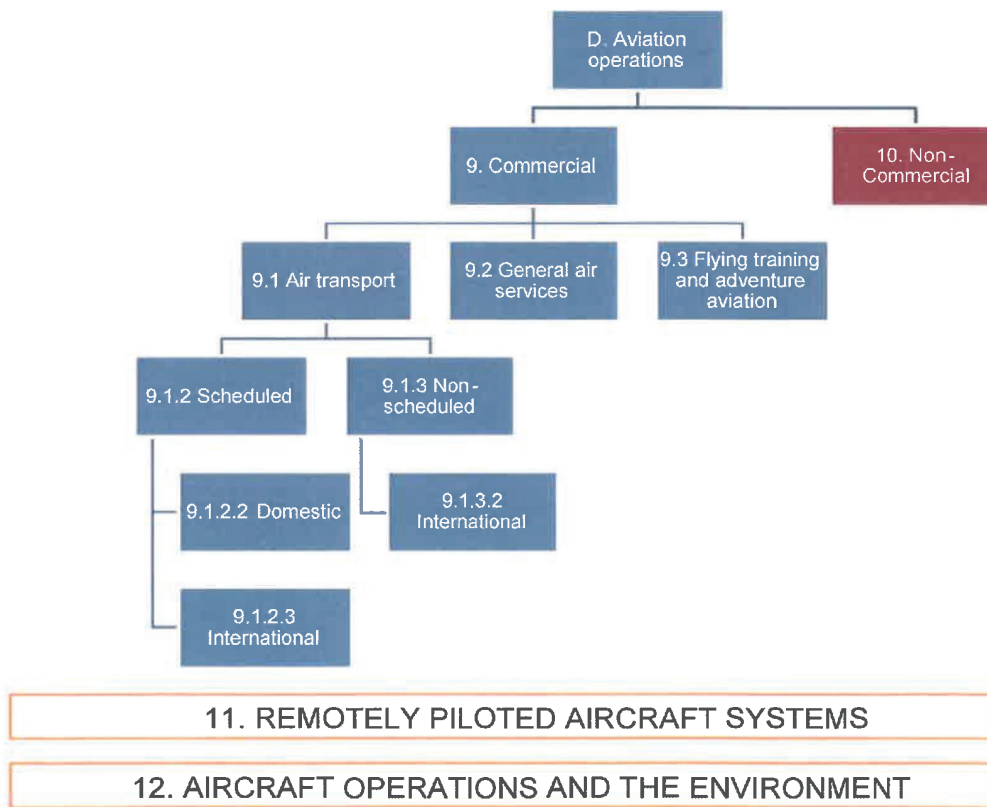 D. Aviation
operations
9. Commercial
10. Non-
Commercial
9.1 Air transport
9.2 General air
services
9.3 Flying training
and adventure
aviation
9.1.2 Scheduled
9.1.3 Non-
scheduled
9.1.2.2 Domestic
9.1.3.2
International
9.1.2.3
International
11. REMOTELY PILOTED AIRCRAFT SYSTEMS
12. AIRCRAFT OPERATIONS AND THE ENVIRONMENT